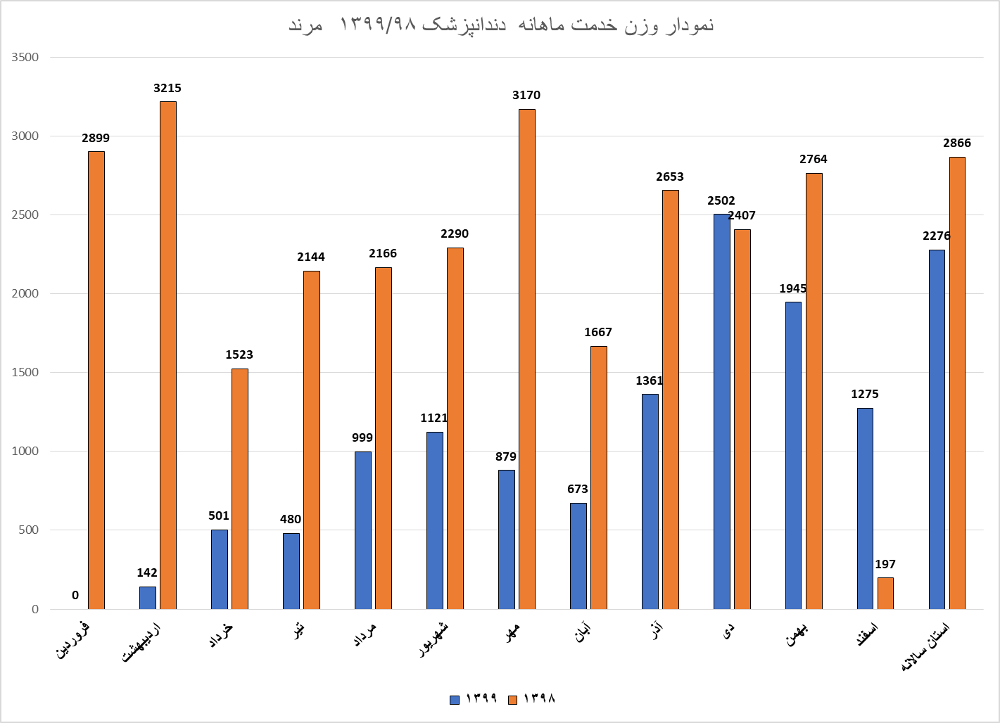 نمودار وزن خدمت ماهانه دندانپزشک ۱۳۹۹/۹۸ مرند
3500
3000
2500
2000
1500
1000
500
0
0
2899
142
3215
501
1523
480
2144
999
2166
1121
2290
879
3170
673
1667
1361
2653
2502
2407
1945
2764
1275
197
2276
2866
فروردین
اردیبهشت
خرداد
تیر
مرداد
شهریور
مهر
آبان
آذر
دی
بهمن
اسفند
استان سالانه
۱۳۹۹
۱۳۹۸